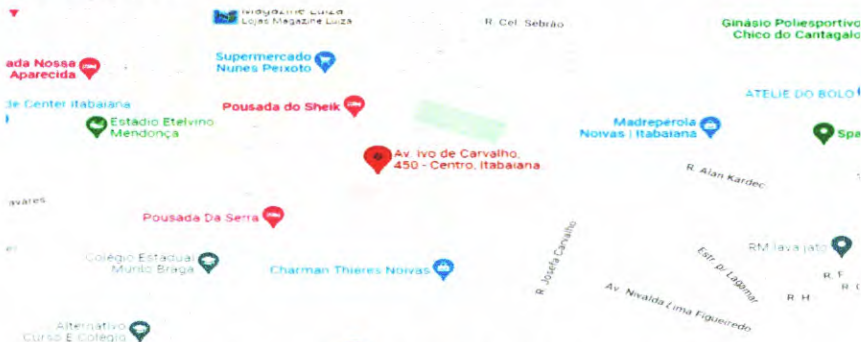 Magazine Luiza
Lojas Magazine Luiza
R. Cel. Sebrão
Ginásio Poliesportivo
Chico do Cantagalo
Supermercado
Nunes Peixoto
ada Nossa
Aparecida
ATELIE DO BOLO
de Center Itabaiana
Pousada do Sheik
Estádio Etelvino
Mendonça
Madrepérola
Noivas | Itabaiana
Spa
Av. Ivo de Carvalho,
450 - Centro, Itabaiana
R. Alan Kardec
avares
Pousada Da Serra
R. Josefa Carvalho
RM lava jato
Colégio Estadual
Murilo Braga
Charman Thieres Noivas
Estr. p/ Lagamar
R. F
R. H
Av. Nivalda Lima Figueiredo
Alternativo
Curso E Colégio